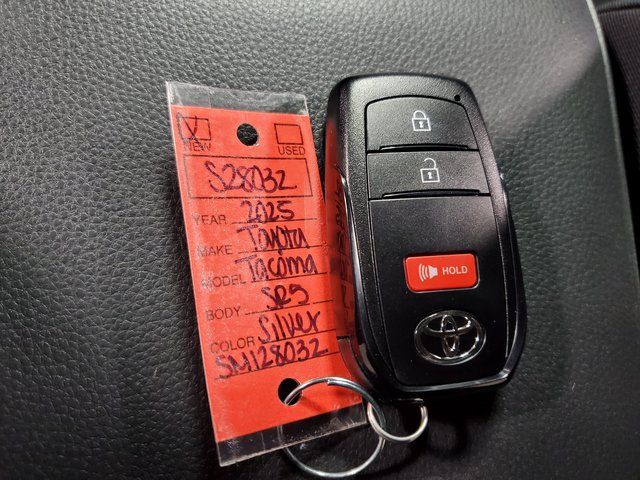 NEW USED
S28032
YEAR 2025
MAKE Toyota
MODEL Tacoma
BODY SR5
COLOR Silver
SM128032
HOLD